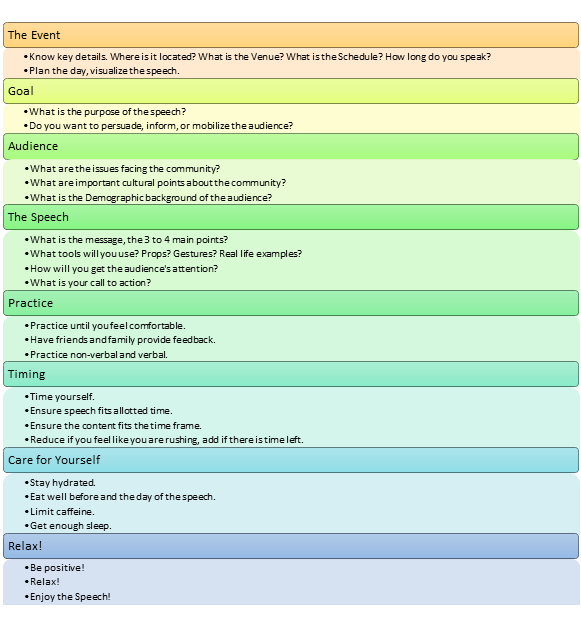 The Event
•Know key details. Where is it located? What is the Venue? What is the Schedule? How long do you speak?
•Plan the day, visualize the speech.
Goal
•What is the purpose of the speech?
•Do you want to persuade, inform, or mobilize the audience?
Audience
•What are the issues facing the community?
•What are important cultural points about the community?
•What is the Demographic background of the audience?
The Speech
•What is the message, the 3 to 4 main points?
•What tools will you use? Props? Gestures? Real life examples?
•How will you get the audience's attention?
•What is your call to action?
Practice
•Practice until you feel comfortable.
•Have friends and family provide feedback.
•Practice non-verbal and verbal.
Timing
•Time yourself.
•Ensure speech fits allotted time.
•Ensure the content fits the time frame.
•Reduce if you feel like you are rushing, add if there is time left.
Care for Yourself
•Stay hydrated.
•Eat well before and the day of the speech.
•Limit caffeine.
•Get enough sleep.
Relax!
•Be positive!
•Relax!
•Enjoy the Speech!